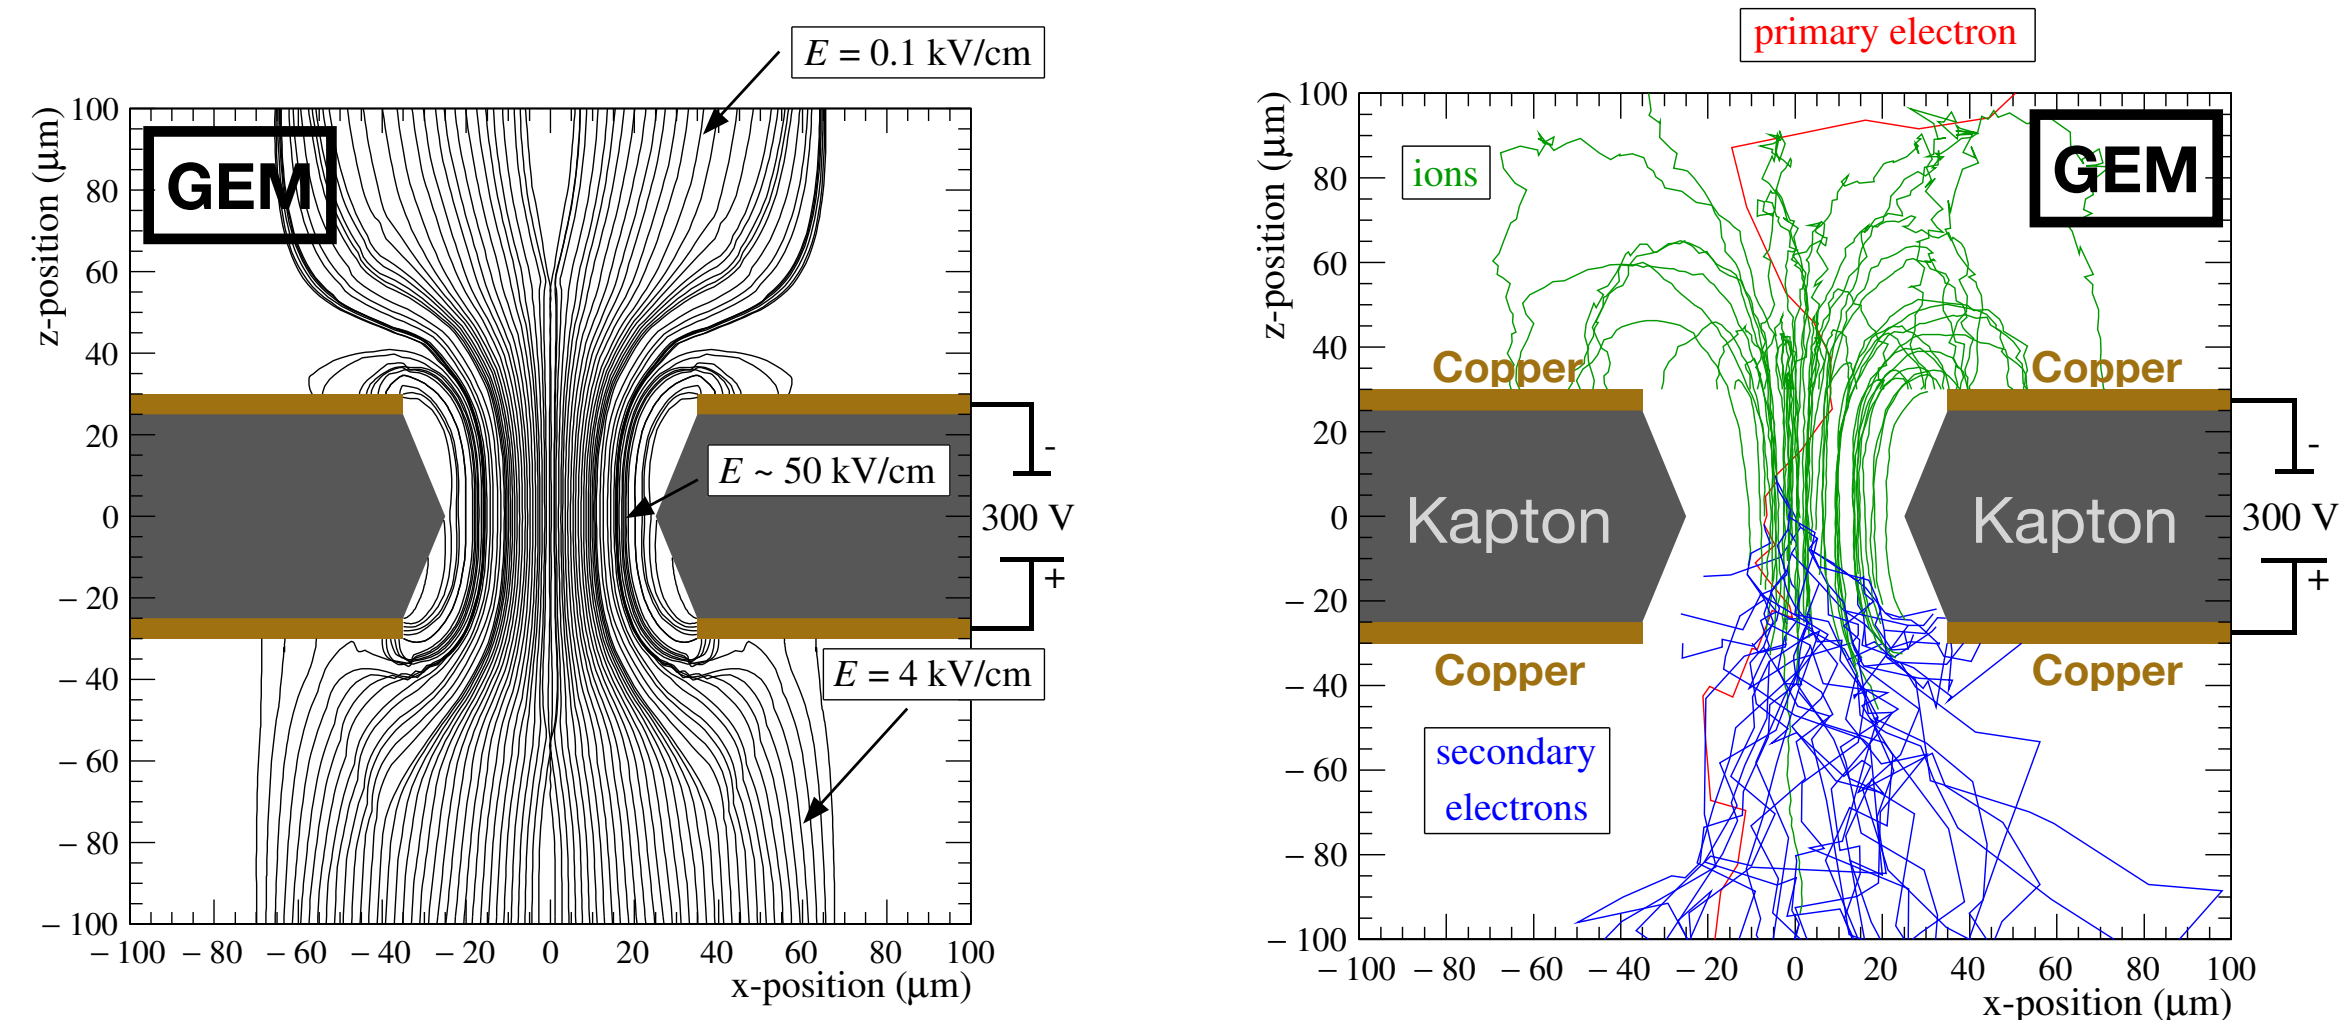 E = 0.1 kV/cm
GEM
z-position (μm)
100
80
60
40
20
0
− 20
− 40
− 60
− 80
− 100
E ~ 50 kV/cm
-
300 V
+
E = 4 kV/cm
− 100 − 80 − 60 − 40 − 20 0 20 40 60 80 100
x-position (μm)
primary electron
z-position (μm)
100
80
60
40
20
0
− 20
− 40
− 60
− 80
− 100
ions
GEM
Copper Copper
Kapton Kapton
-
300 V
+
Copper Copper
secondary
electrons
− 100 − 80 − 60 − 40 − 20 0 20 40 60 80 100
x-position (μm)